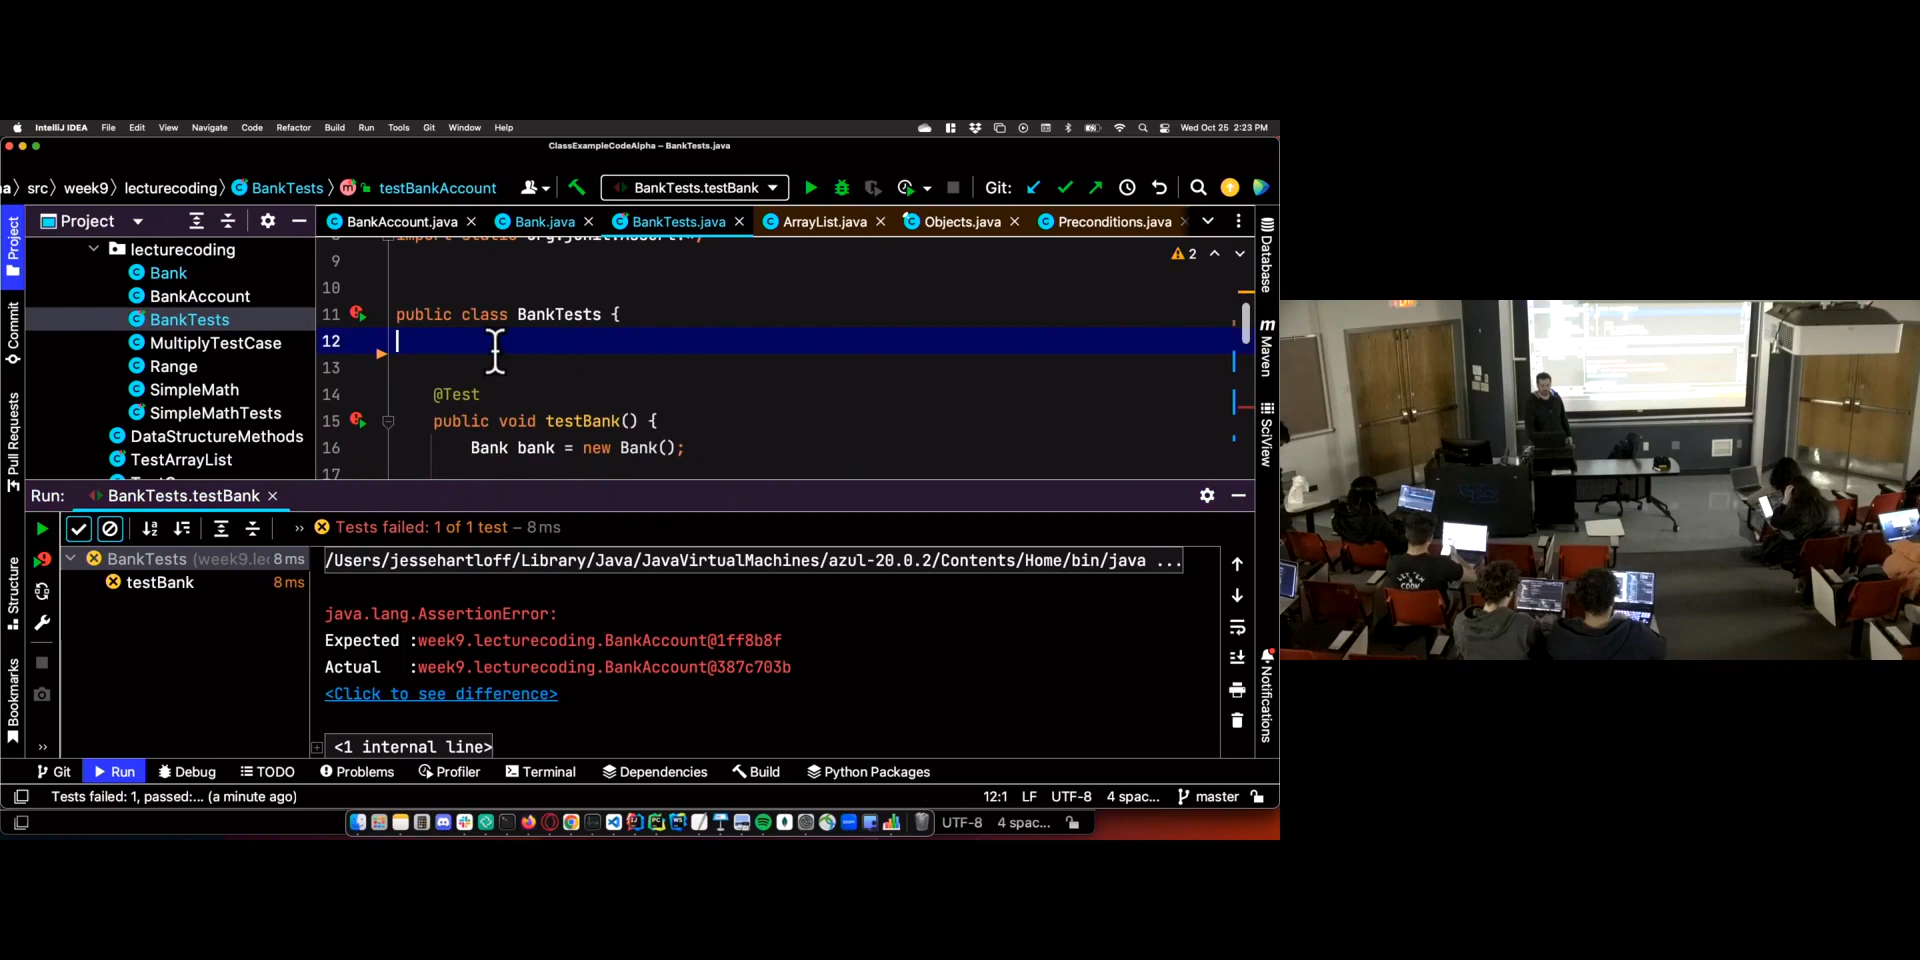 IntelliJ IDEA File Edit View Navigate Code Refactor Build Run Tools Git Window Help Wed Oct 25 2:23 PM
ClassExampleCodeAlpha – BankTests.java
src week9 lecturecoding BankTests testBankAccount BankTests.testBank Git:
Project BankAccount.java Bank.java BankTests.java ArrayList.java Objects.java Preconditions.java
lecturecoding
Bank
BankAccount
BankTests
MultiplyTestCase
Range
SimpleMath
SimpleMathTests
DataStructureMethods
TestArrayList
Project
Commit
Pull Requests
Structure
Bookmarks
9
10
11 public class BankTests {
12
13
14 @Test
15 public void testBank() {
16 Bank bank = new Bank();
17
2
Database
Maven
SciView
Notifications
Run: BankTests.testBank
Tests failed: 1 of 1 test – 8 ms
BankTests (week9.le 8 ms
testBank 8 ms
/Users/jessehartloff/Library/Java/JavaVirtualMachines/azul-20.0.2/Contents/Home/bin/java ...
java.lang.AssertionError:
Expected :week9.lecturecoding.BankAccount@1ff8b8f
Actual :week9.lecturecoding.BankAccount@387c703b
<Click to see difference>
<1 internal line>
Git Run Debug TODO Problems Profiler Terminal Dependencies Build Python Packages
Tests failed: 1, passed:... (a minute ago) 12:1 LF UTF-8 4 spac... master
UTF-8 4 spac...